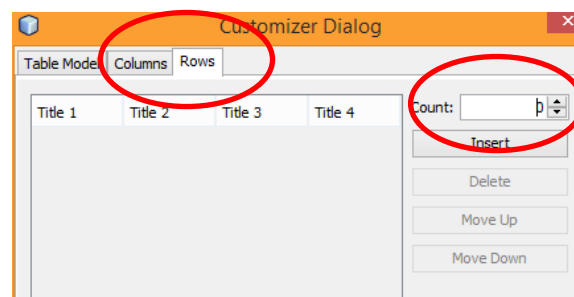 Customizer Dialog
Table Model Columns Rows
Title 1 Title 2 Title 3 Title 4
Count: 0
Insert
Delete
Move Up
Move Down